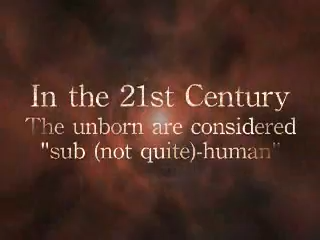 In the 21st Century
The unborn are considered
"sub (not quite)-human"